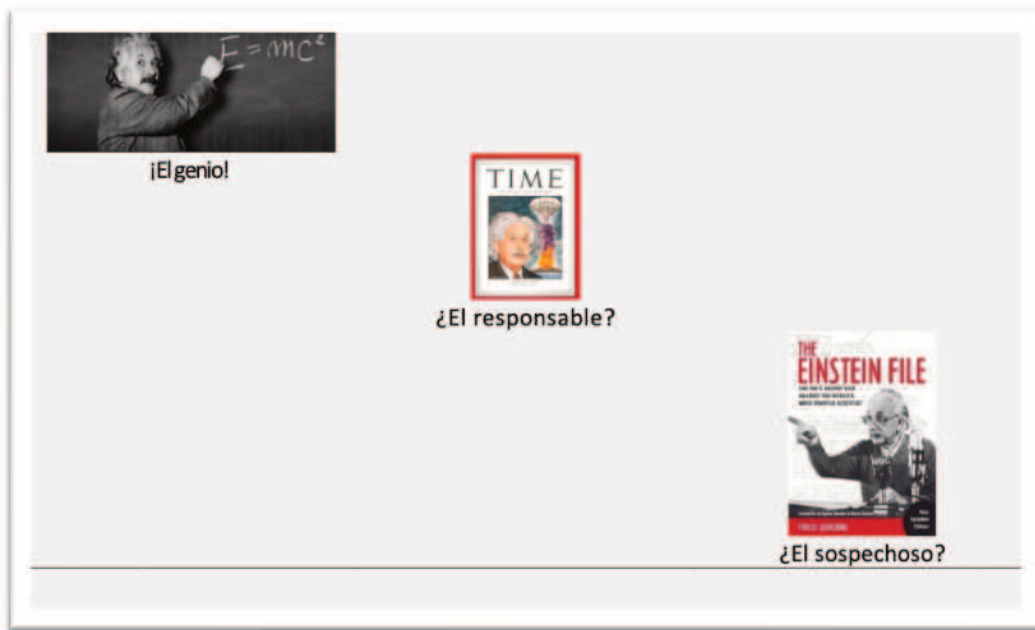 E = mc²
¡El genio!
TIME
¿El responsable?
THE
EINSTEIN FILE
¿El sospechoso?